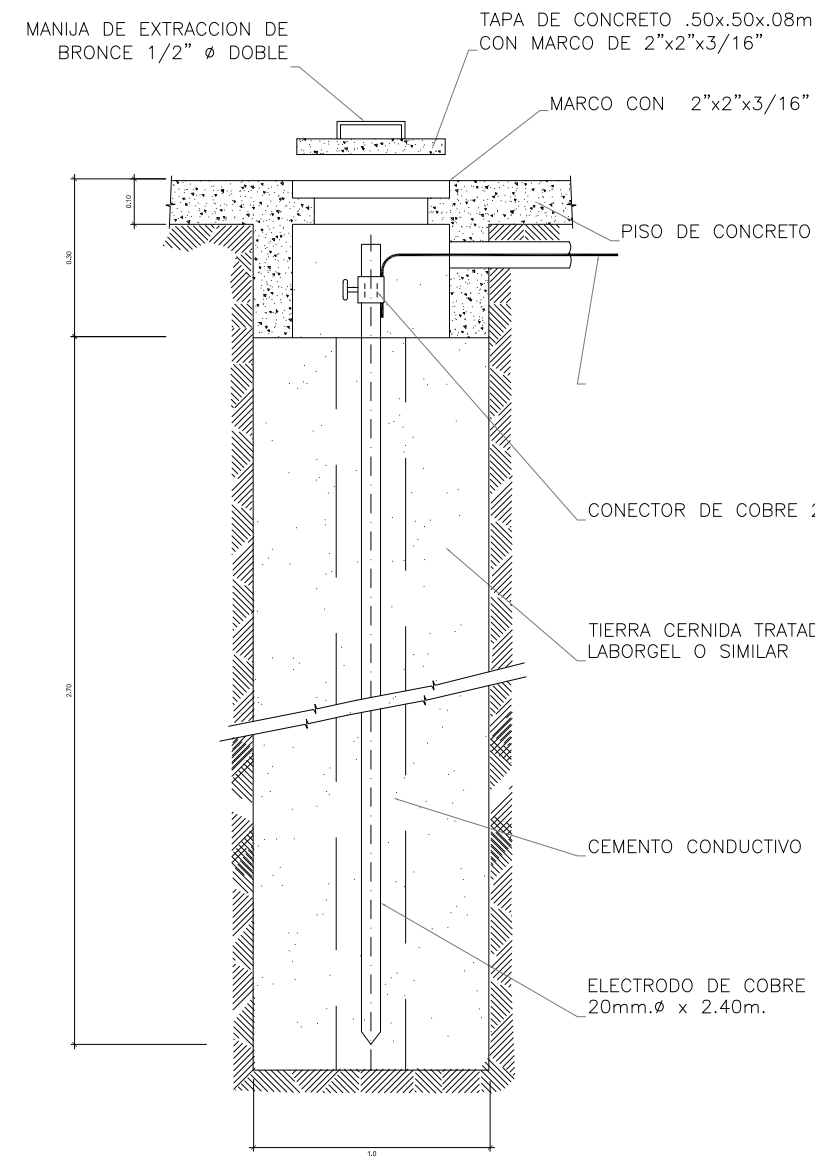 MANIJA DE EXTRACCION DE
BRONCE 1/2" ø DOBLE
TAPA DE CONCRETO .50x.50x.08m
CON MARCO DE 2"x2"x3/16"
MARCO CON 2"x2"x3/16"
0.10
0.30
PISO DE CONCRETO
CONECTOR DE COBRE
TIERRA CERNIDA
LABORGEL O SIMILAR
2.70
CEMENTO CONDUCTIVO
ELECTRODO DE COBRE
20mm.ø x 2.40m.
1.0